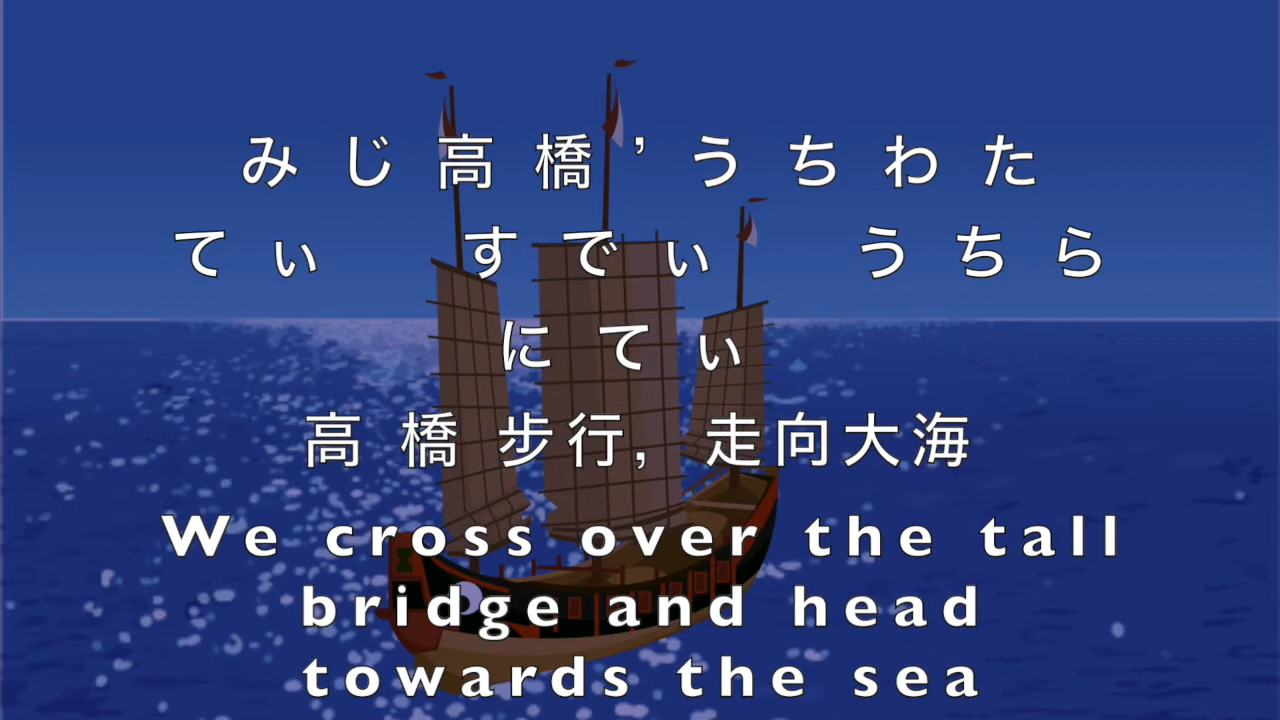 みじ高橋’うちわた
てぃ すでぃ うちら
にてぃ
高橋步行，走向大海
We cross over the tall
bridge and head
towards the sea